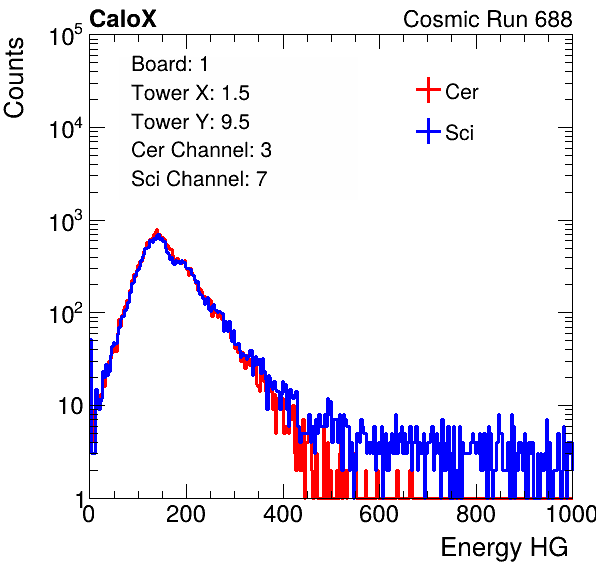 CaloX Cosmic Run 688
Counts
10^5
10^4
10^3
10^2
10
1
Board: 1
Tower X: 1.5
Tower Y: 9.5
Cer Channel: 3
Sci Channel: 7
Cer
Sci
0 200 400 600 800 1000
Energy HG